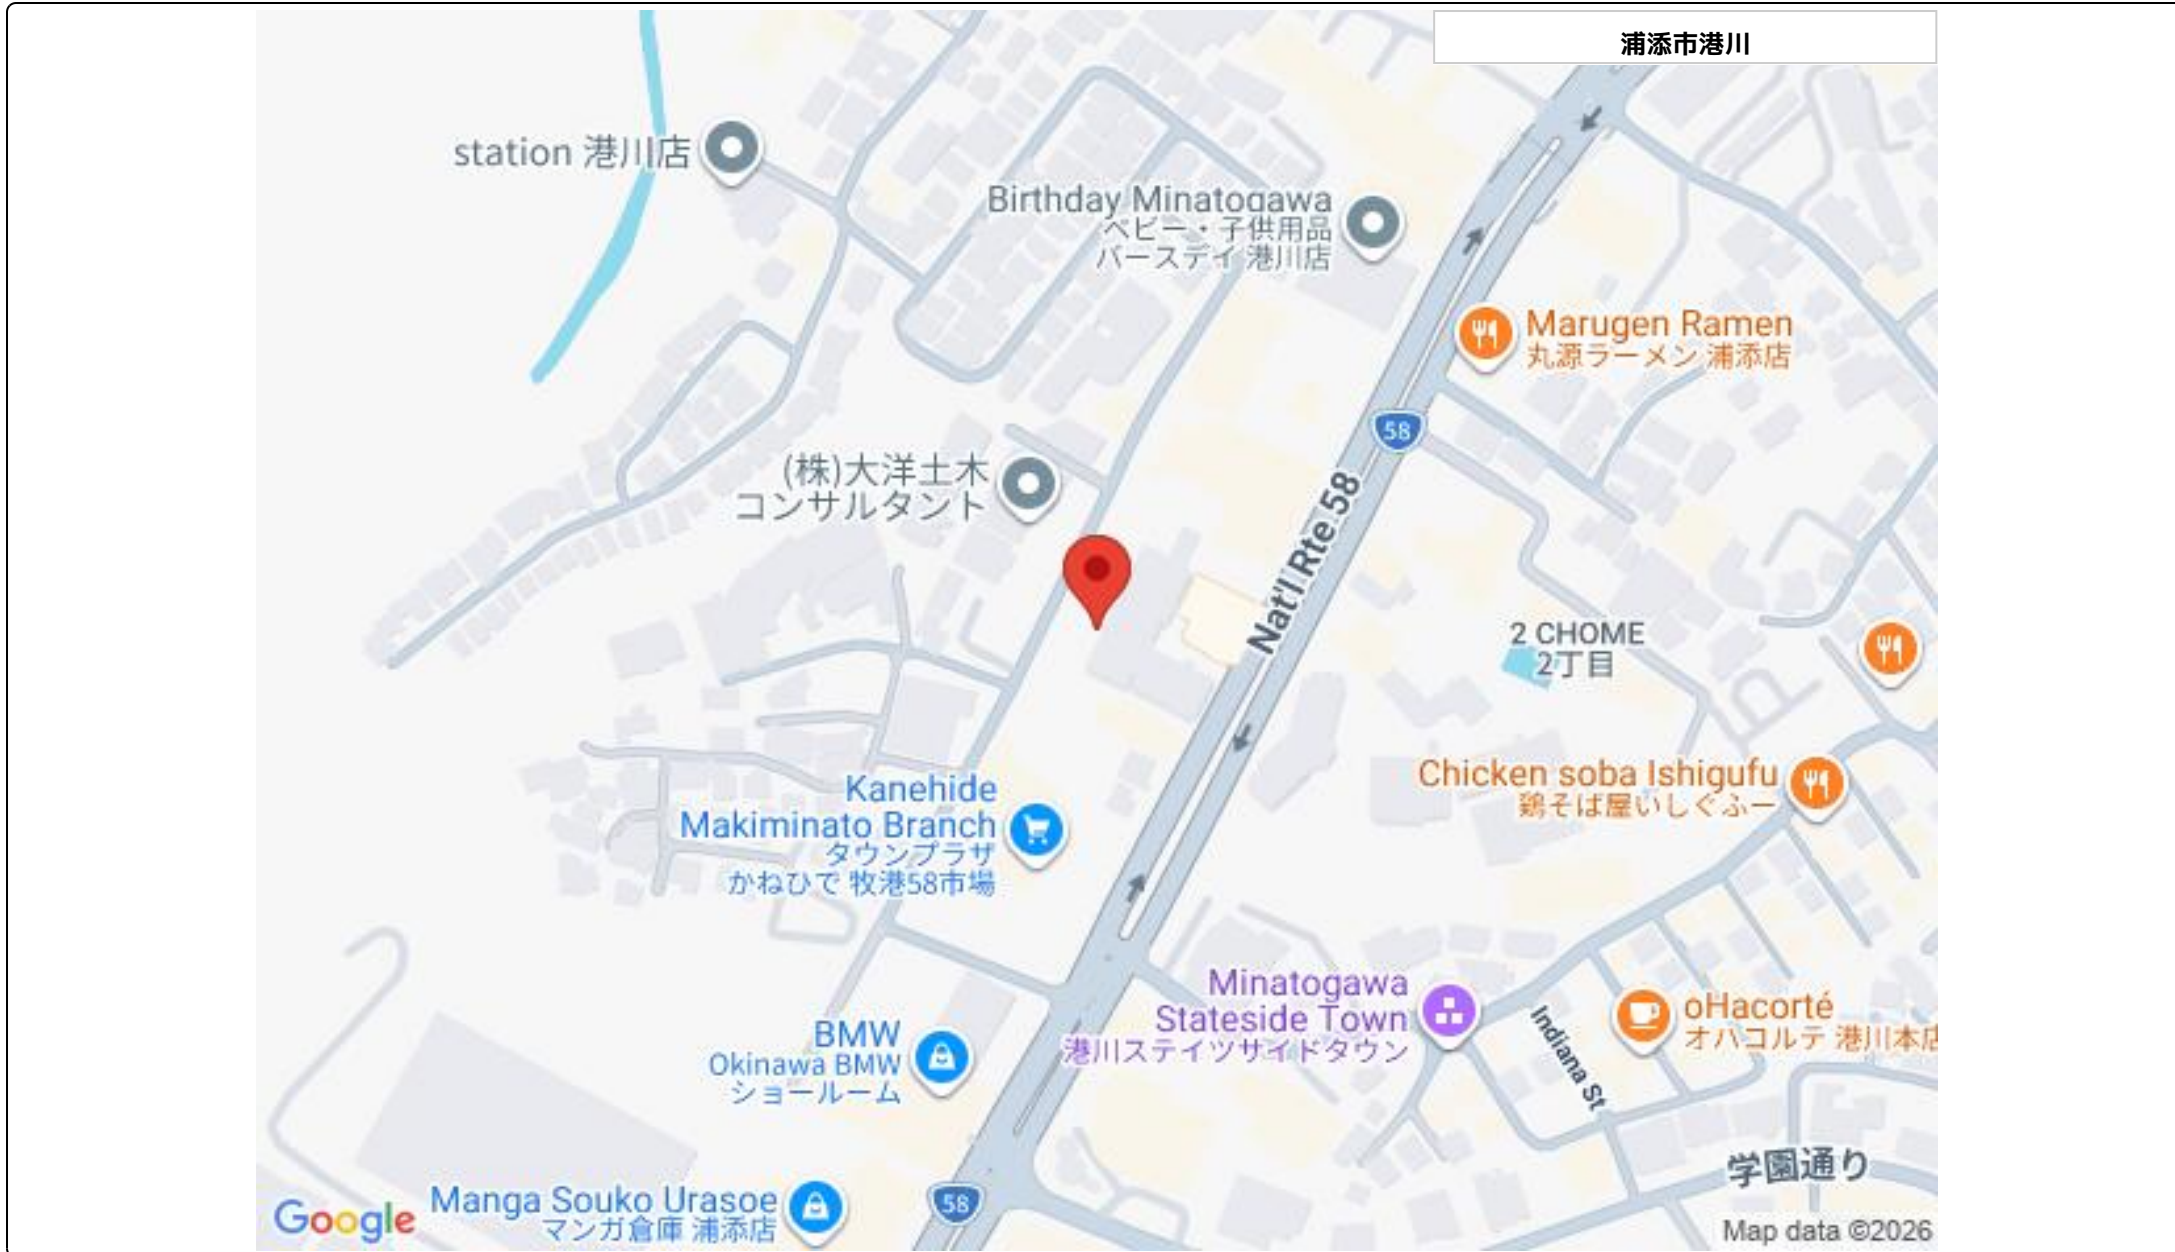 浦添市港川
station 港川店
Birthday Minatogawa
ベビー・子供用品
バースデイ 港川店
Marugen Ramen
丸源ラーメン 浦添店
58
(株)大洋土木
コンサルタント
Nat'l Rte 58
2 CHOME
2丁目
Kanehide
Makiminato Branch
タウンプラザ
かねひで 牧港58市場
Chicken soba Ishigufu
鶏そば屋いしぐふー
Minatogawa
Stateside Town
港川ステイツサイドタウン
Indiana St
oHacorté
オハコルテ 港川本店
BMW
Okinawa BMW
ショールーム
学園通り
Manga Souko Urasoe
マンガ倉庫 浦添店
58
Google
Map data ©2026